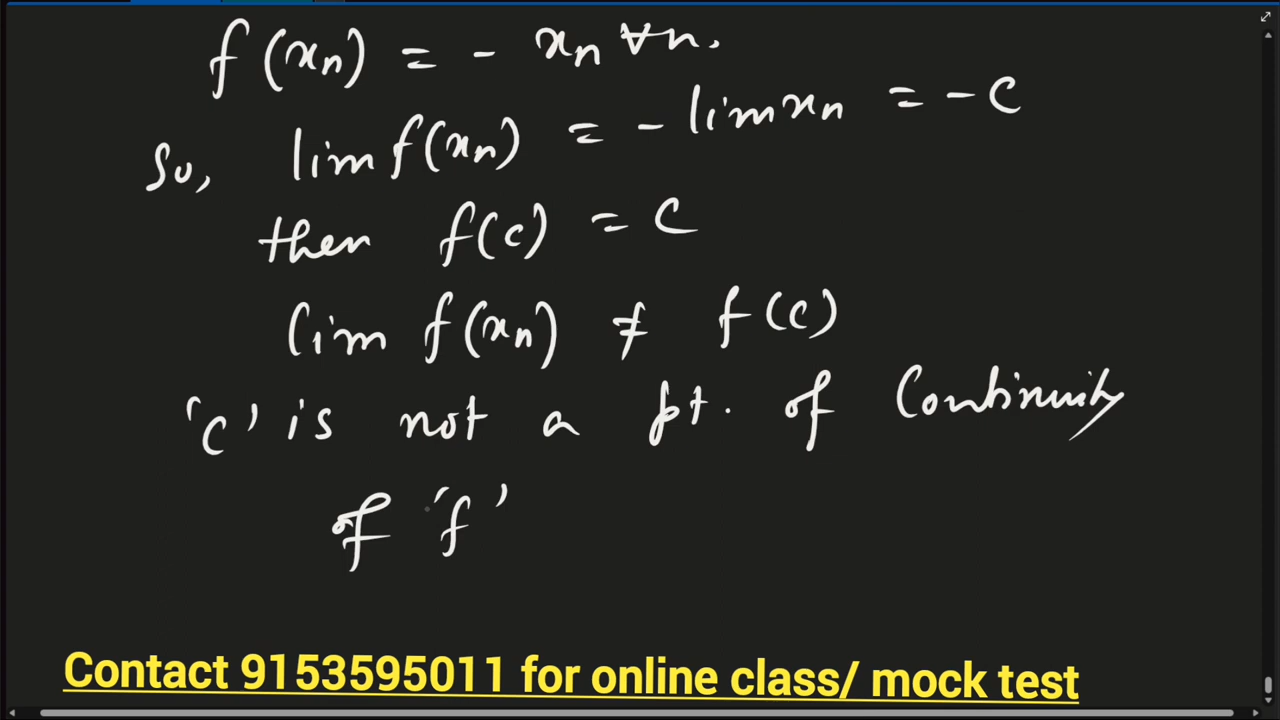 f(xₙ) = - xₙ ∀n.
So, lim f(xₙ) = - lim xₙ = - c
then f(c) = c
lim f(xₙ) ≠ f(c)
'c' is not a pt. of Continuity
of 'f'
Contact 9153595011 for online class/ mock test